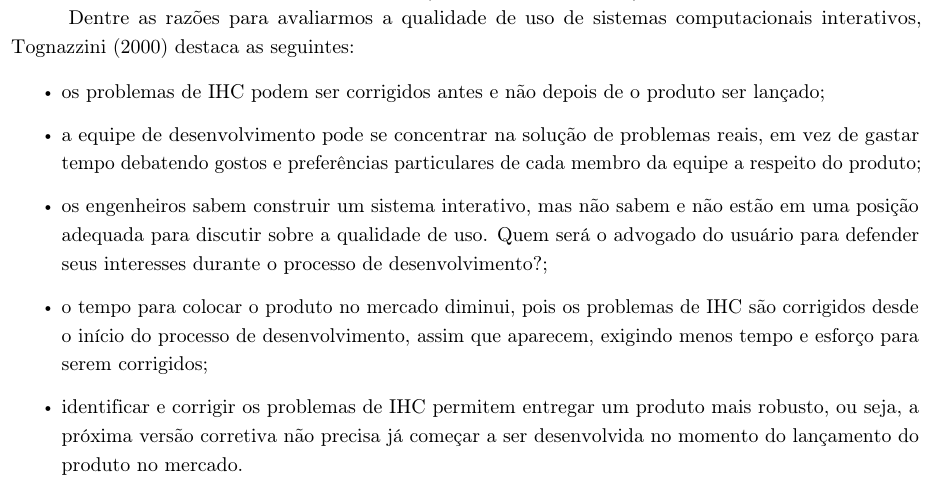 Dentre as razões para avaliarmos a qualidade de uso de sistemas computacionais interativos,
Tognazzini (2000) destaca as seguintes:
• os problemas de IHC podem ser corrigidos antes e não depois de o produto ser lançado;
• a equipe de desenvolvimento pode se concentrar na solução de problemas reais, em vez de gastar
tempo debatendo gostos e preferências particulares de cada membro da equipe a respeito do produto;
• os engenheiros sabem construir um sistema interativo, mas não sabem e não estão em uma posição
adequada para discutir sobre a qualidade de uso. Quem será o advogado do usuário para defender
seus interesses durante o processo de desenvolvimento?;
• o tempo para colocar o produto no mercado diminui, pois os problemas de IHC são corrigidos desde
o início do processo de desenvolvimento, assim que aparecem, exigindo menos tempo e esforço para
serem corrigidos;
• identificar e corrigir os problemas de IHC permitem entregar um produto mais robusto, ou seja, a
próxima versão corretiva não precisa já começar a ser desenvolvida no momento do lançamento do
produto no mercado.